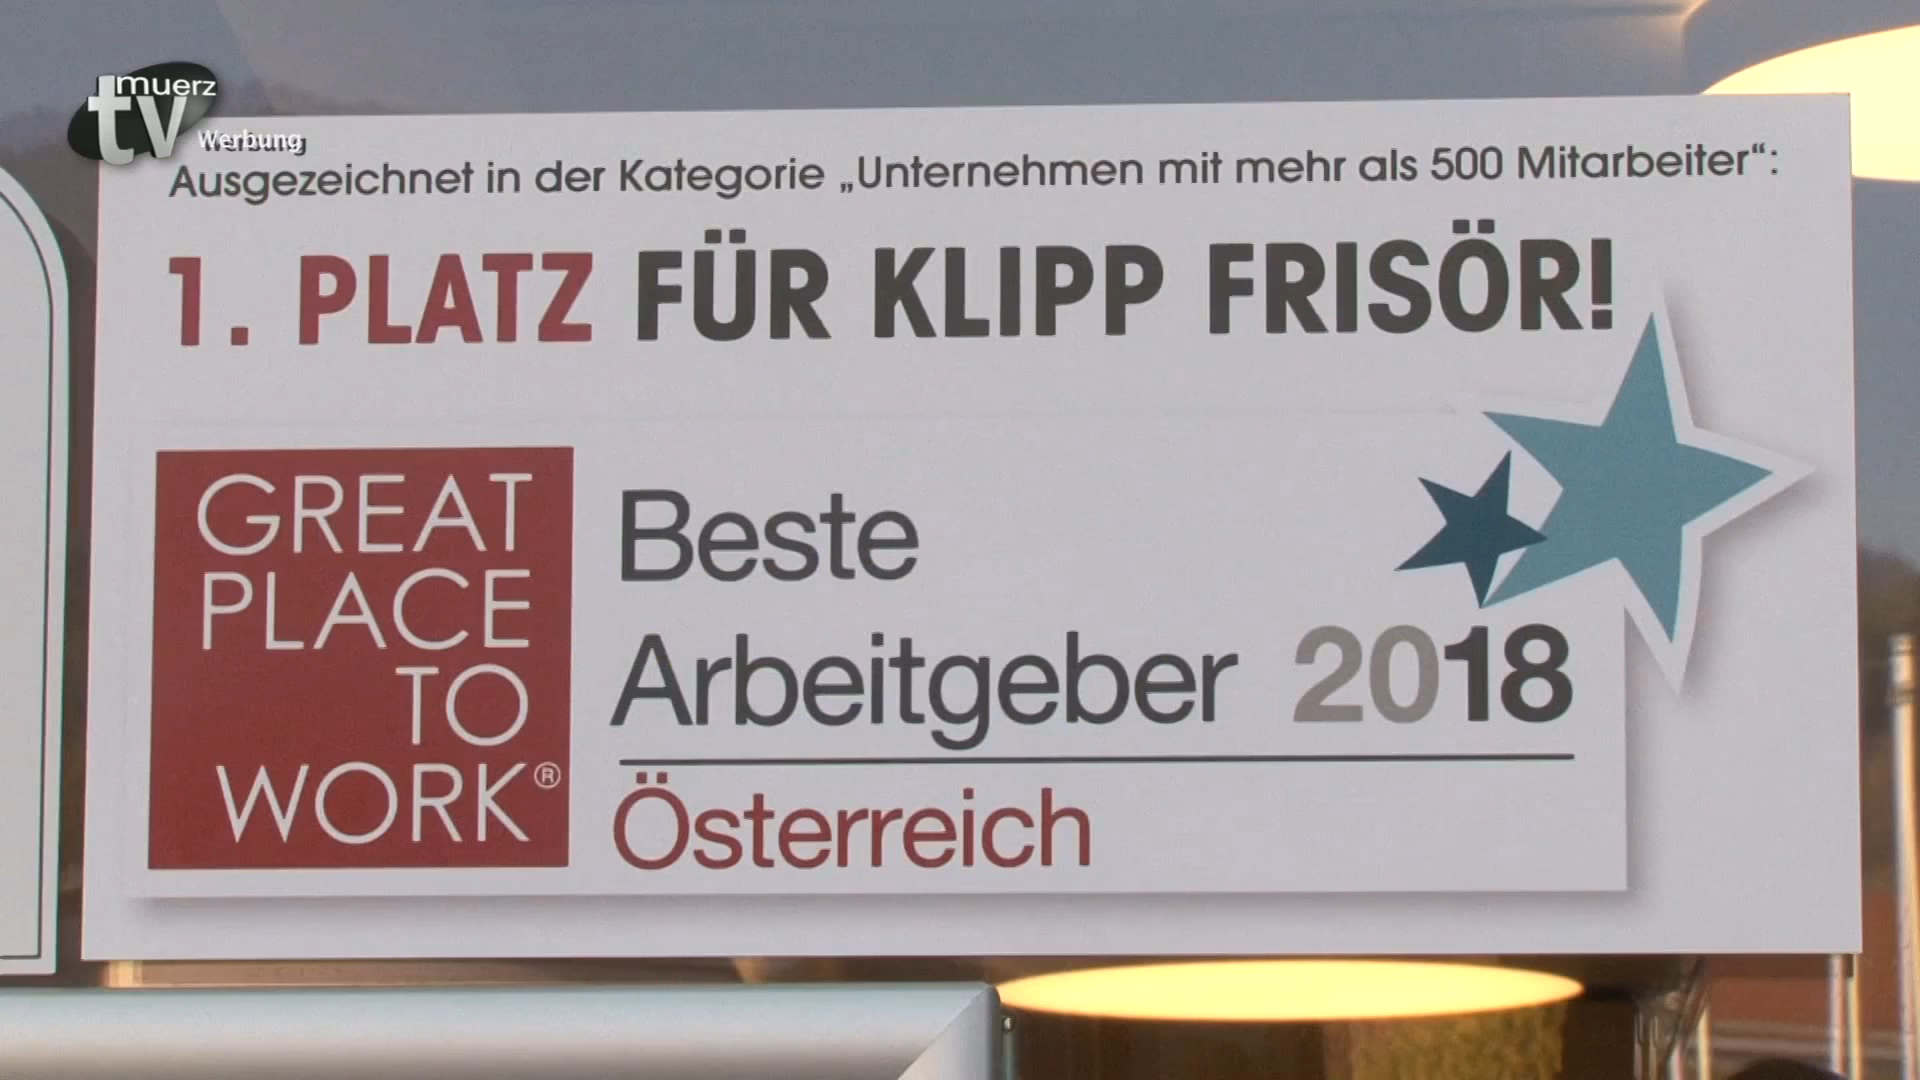 muerz
tv
Werbung
Ausgezeichnet in der Kategorie „Unternehmen mit mehr als 500 Mitarbeiter“:
1. PLATZ FÜR KLIPP FRISÖR!
GREAT
PLACE
TO
WORK®
Beste
Arbeitgeber 2018
Österreich